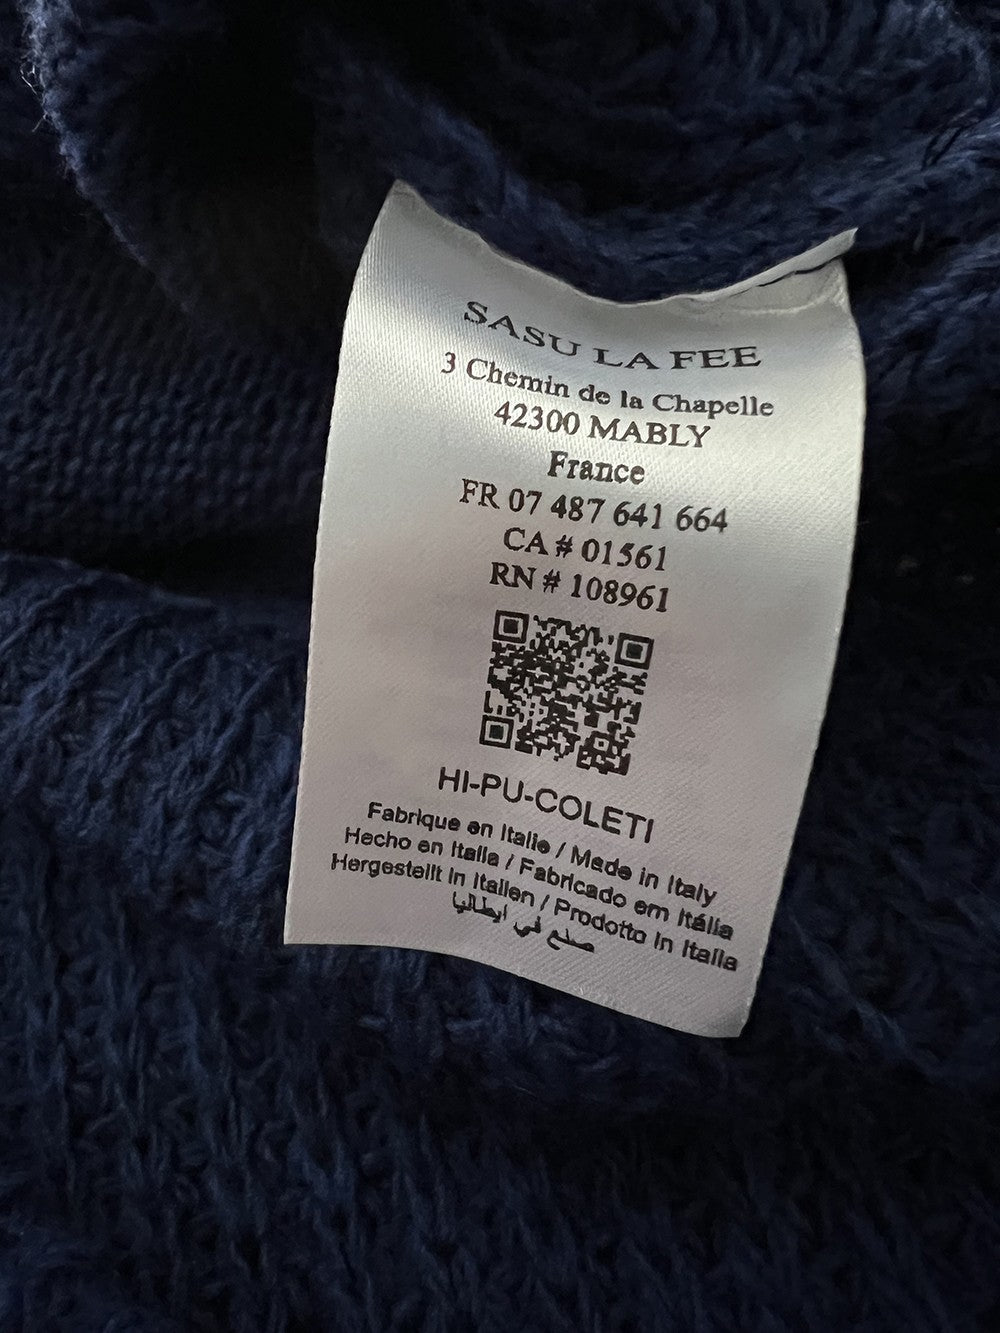 SASU LA FEE
3 Chemin de la Chapelle
42300 MABLY
France
FR 07 487 641 664
CA # 01561
RN # 108961
HI-PU-COLETI
Fabrique en Italie / Made in Italy
Hecho en Italia / Fabricado em Itália
Hergestellt in Italien / Prodotto in Italia
صنع في ايطاليا